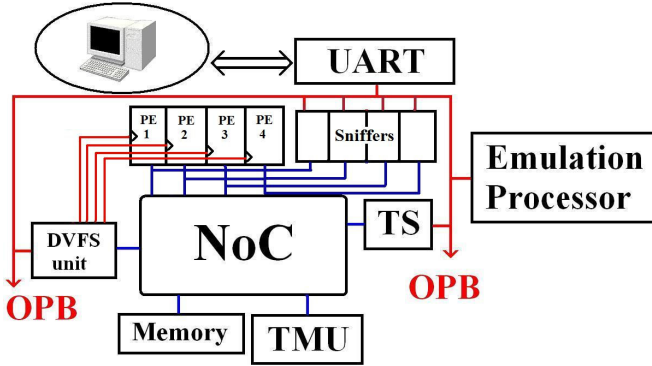 UART
PE PE PE PE
1 2 3 4
Sniffers
Emulation
Processor
NoC
TS
DVFS
unit
OPB
OPB
Memory
TMU